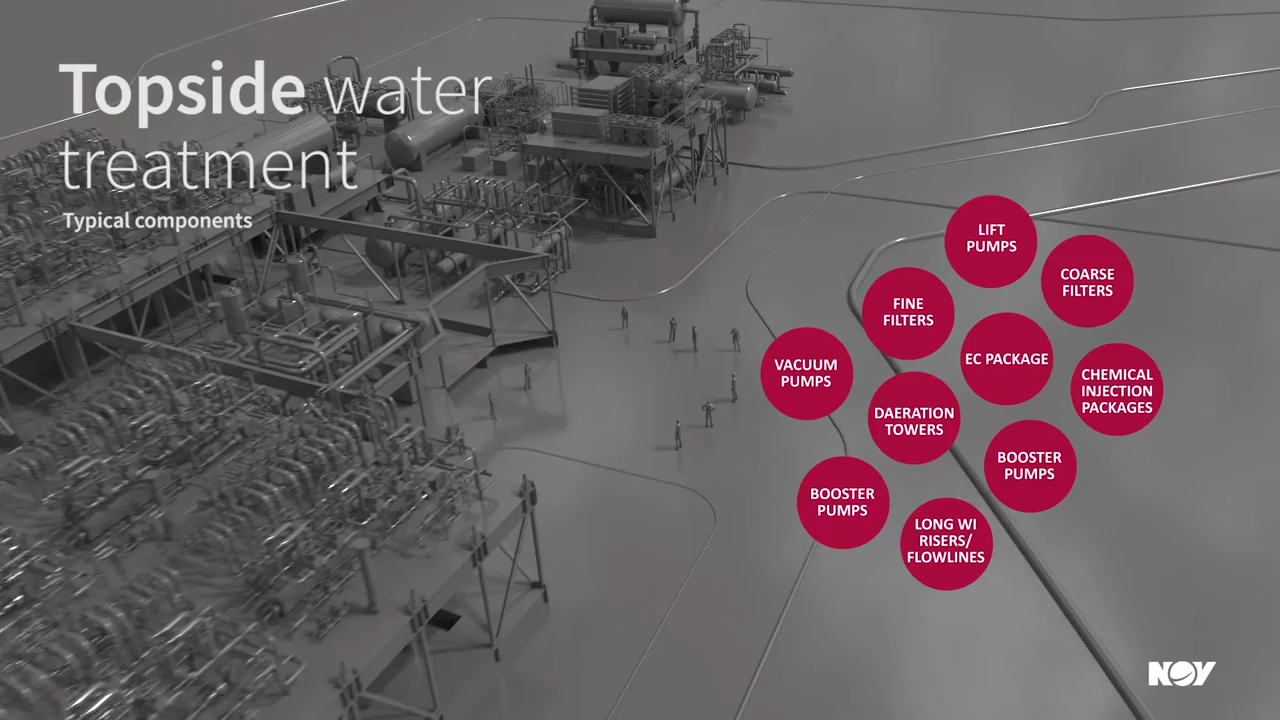 Topside water
treatment
Typical components
LIFT
PUMPS
COARSE
FILTERS
FINE
FILTERS
EC PACKAGE
VACUUM
PUMPS
CHEMICAL
INJECTION
PACKAGES
DAERATION
TOWERS
BOOSTER
PUMPS
BOOSTER
PUMPS
LONG WI
RISERS/
FLOWLINES
NOV